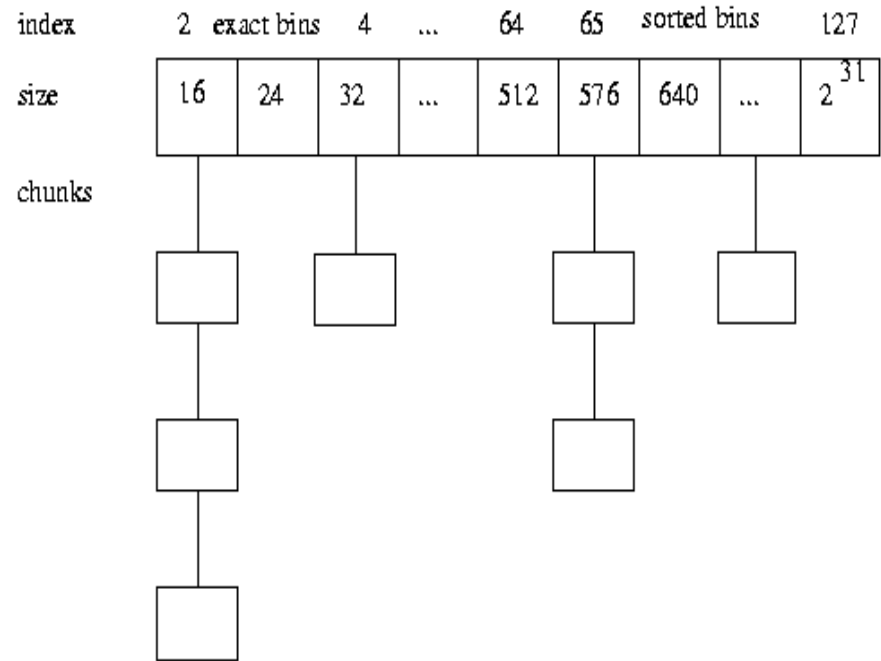 index 2 exact bins 4 ... 64 65 sorted bins 127
size 16 24 32 ... 512 576 640 ... 2 31
chunks